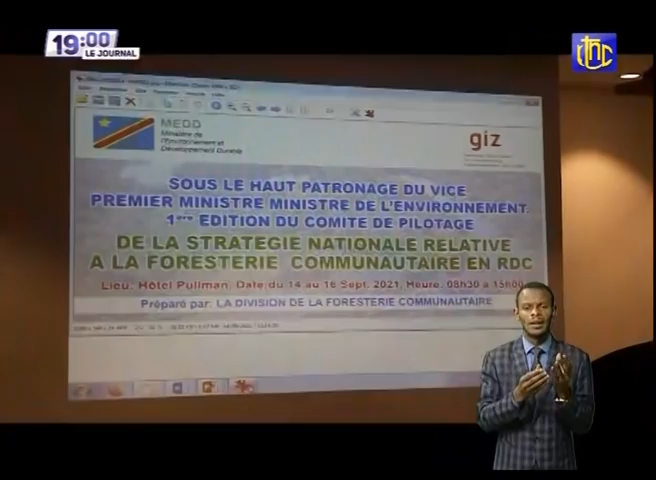 19:00
LE JOURNAL
MEDD
Ministère de
l'Environnement et
Développement Durable
giz
SOUS LE HAUT PATRONAGE DU VICE
PREMIER MINISTRE MINISTRE DE L'ENVIRONNEMENT
1ère EDITION DU COMITE DE PILOTAGE
DE LA STRATEGIE NATIONALE RELATIVE
A LA FORESTERIE COMMUNAUTAIRE EN RDC
Lieu: Hôtel Pullman, Date: du 14 au 16 Sept. 2021, Heure: 08h30 à 15h00
Préparé par: LA DIVISION DE LA FORESTERIE COMMUNAUTAIRE